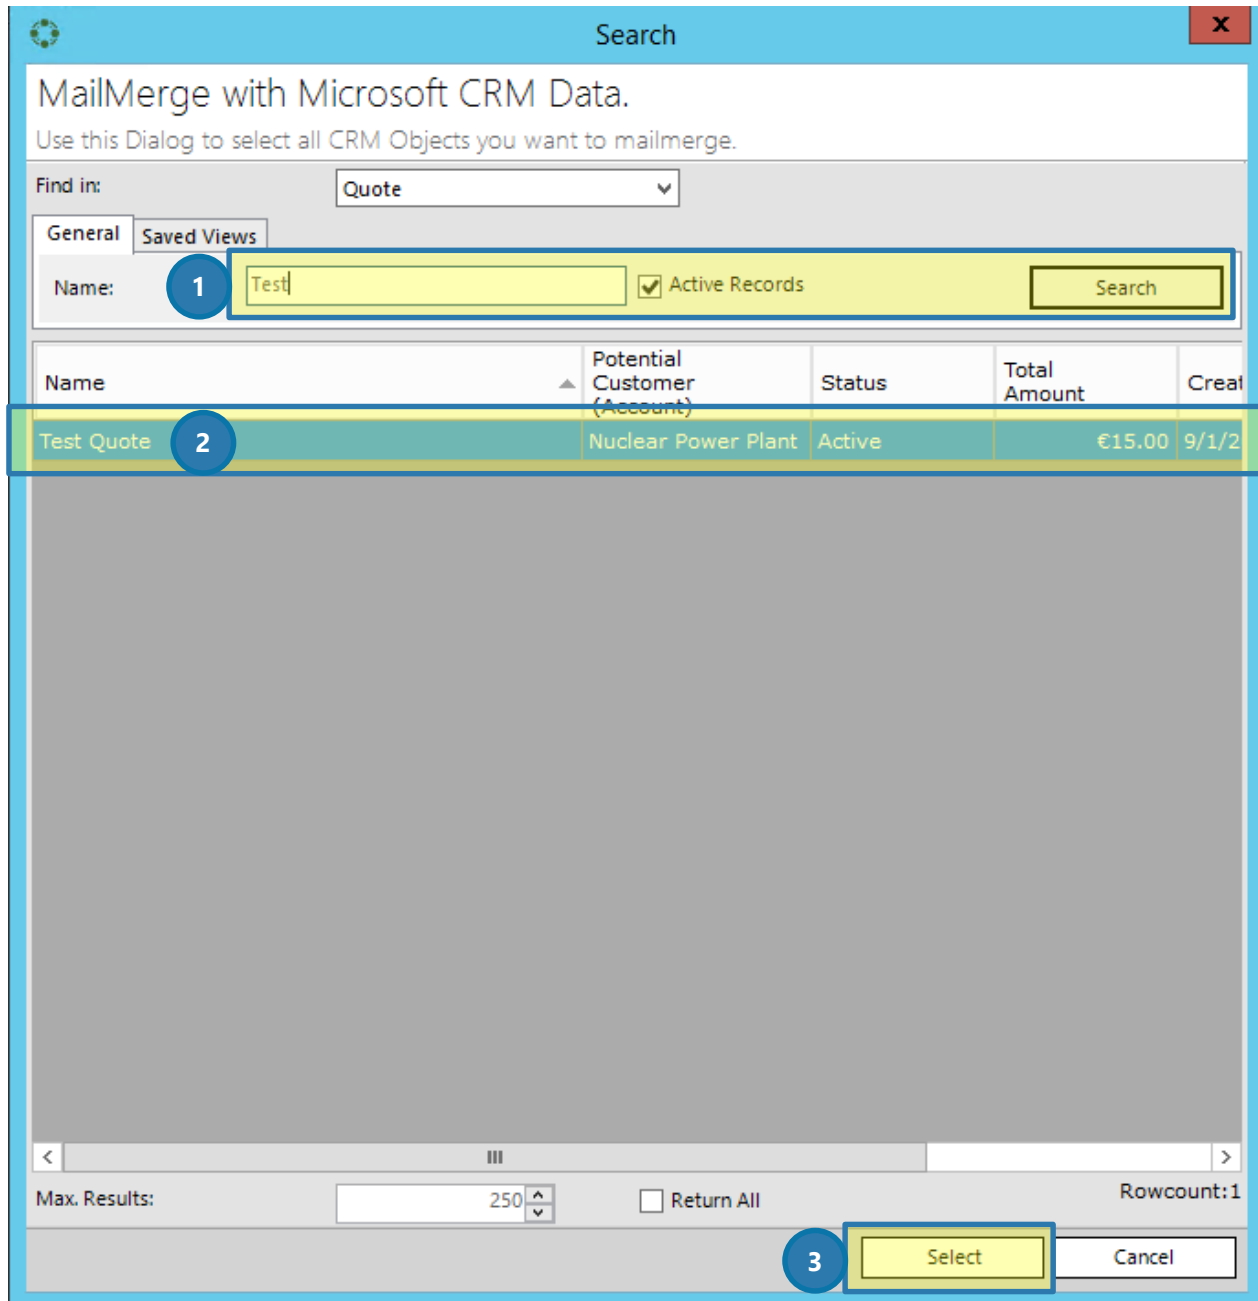 Search
x
MailMerge with Microsoft CRM Data.
Use this Dialog to select all CRM Objects you want to mailmerge.
Find in: Quote
General Saved Views
Name: 1 Test Active Records Search
Name Potential Customer (Account) Status Total Amount Creat
Test Quote 2 Nuclear Power Plant Active €15.00 9/1/2
Max. Results: 250 Return All Rowcount:1
3 Select Cancel